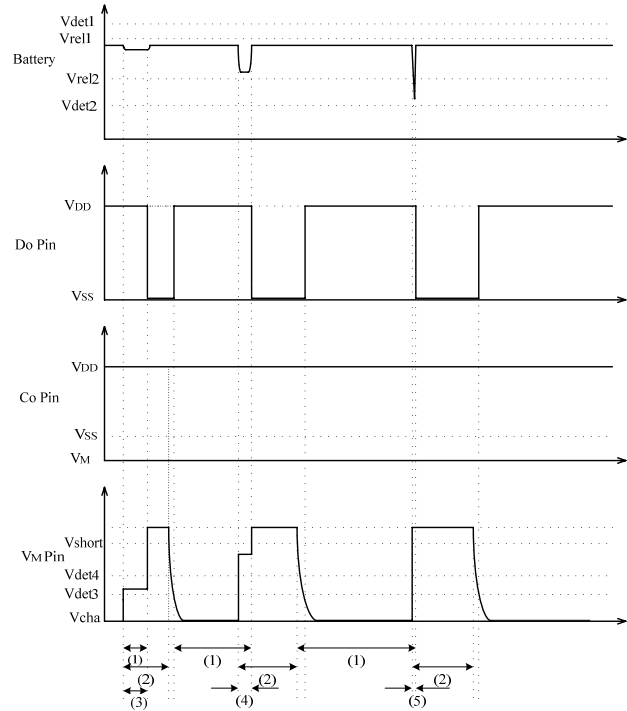 Vdet1
Vrel1
Battery
Vrel2
Vdet2
VDD
Do Pin
VSS
VDD
Co Pin
VSS
VM
Vshort
VM Pin
Vdet4
Vdet3
Vcha
(1) (1) (1)
(2) (2) (2)
(3) (4) (5)